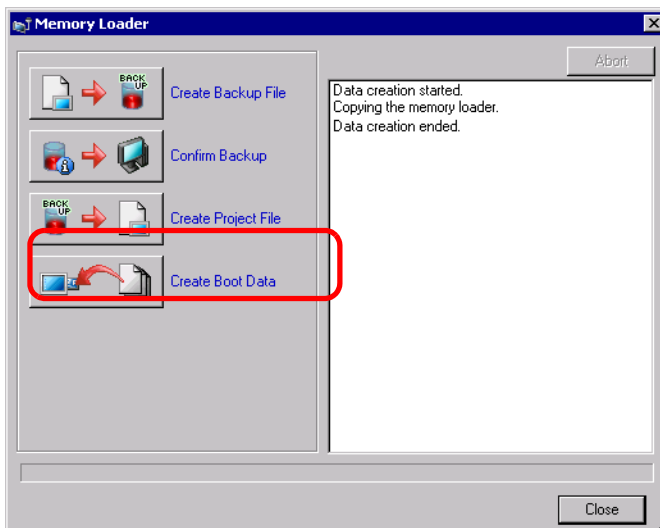 Memory Loader
Abort
BACK
UP
Create Backup File
Confirm Backup
BACK
UP
Create Project File
Create Boot Data
Data creation started.
Copying the memory loader.
Data creation ended.
Close